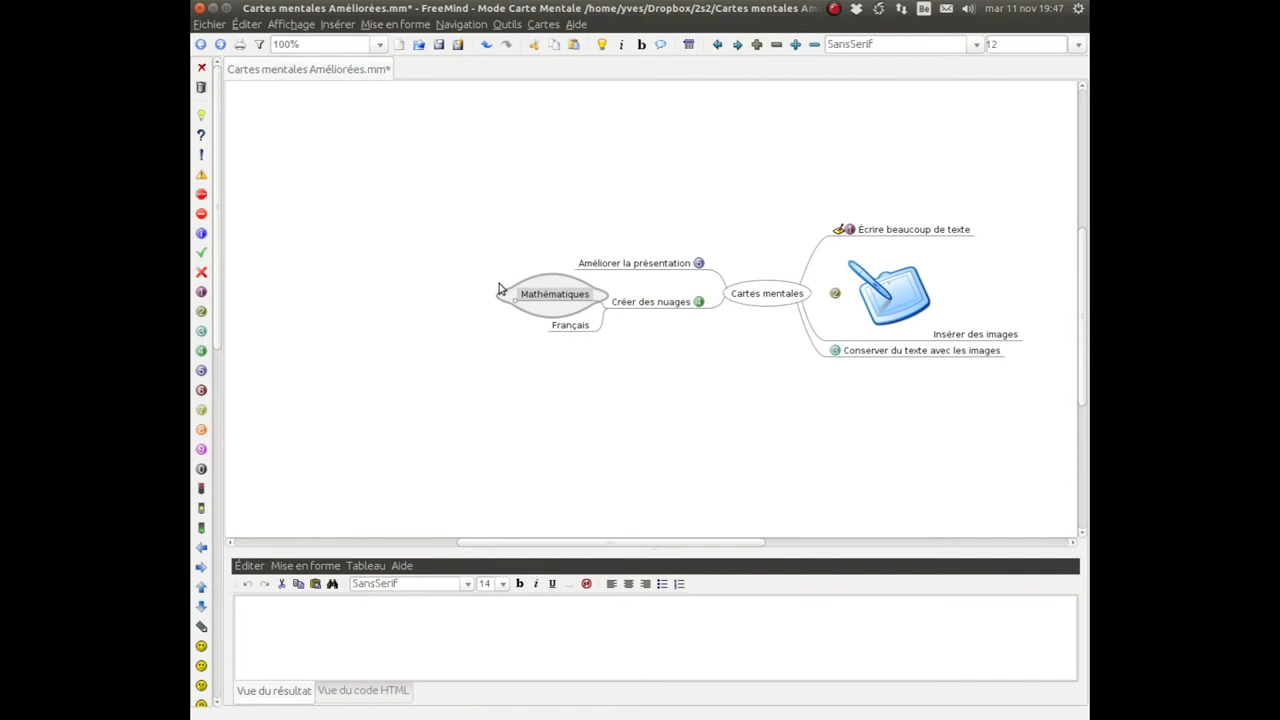 Cartes mentales Améliorées.mm* - FreeMind - Mode Carte Mentale /home/yves/Dropbox/2s2/Cartes mentales Am
Be
mar 11 nov 19:47
Fichier Éditer Affichage Insérer Mise en forme Navigation Outils Cartes Aide
100%
SansSerif
12
Cartes mentales Améliorées.mm*
Écrire beaucoup de texte
Améliorer la présentation
Mathématiques
Créer des nuages
Cartes mentales
Français
Insérer des images
Conserver du texte avec les images
Éditer Mise en forme Tableau Aide
SansSerif
14
Vue du résultat
Vue du code HTML